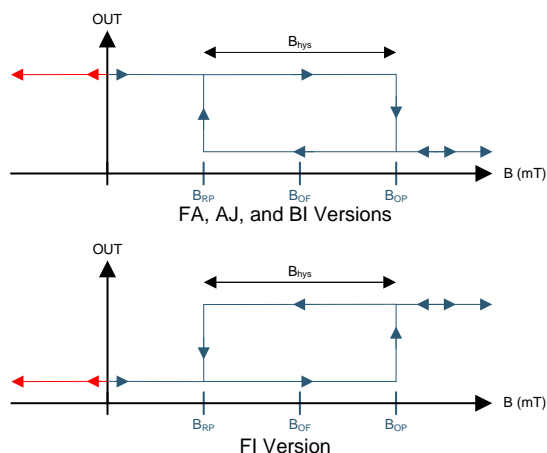 OUT
Bhys
B (mT)
BRP BOF BOP
FA, AJ, and BI Versions
OUT
Bhys
B (mT)
BRP BOF BOP
FI Version